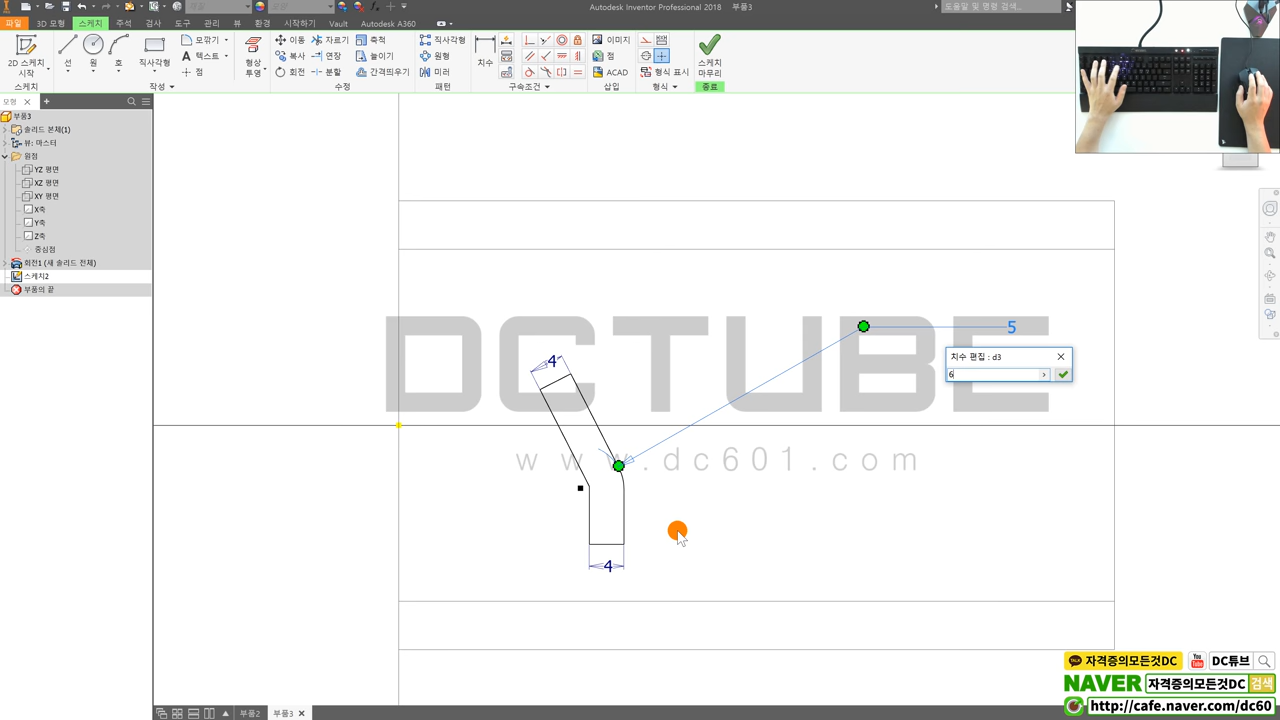 Autodesk Inventor Professional 2018 부품3
도움말 및 명령 검색...
파일 3D 모형 스케치 주석 검사 도구 관리 뷰 환경 시작하기 Vault Autodesk A360
2D 스케치 시작
선
원
호
직사각형
모깎기
텍스트
점
형상 투영
이동
복사
회전
자르기
연장
분할
축척
늘이기
간격띄우기
직사각형
원형
미러
치수
이미지
점
ACAD
형식 표시
스케치 마무리
스케치 작성 수정 패턴 구속조건 삽입 형식 종료
모형
부품3
솔리드 본체(1)
뷰: 마스터
원점
YZ 평면
XZ 평면
XY 평면
X축
Y축
Z축
중심점
회전1 (새 솔리드 전체)
스케치2
부품의 끝
DCTUBE
www.dc601.com
5
치수 편집 : d3
6
4
4
자격증의모든것DC
You Tube
DC튜브
NAVER 자격증의모든것DC 검색
http://cafe.naver.com/dc60
부품2 부품3